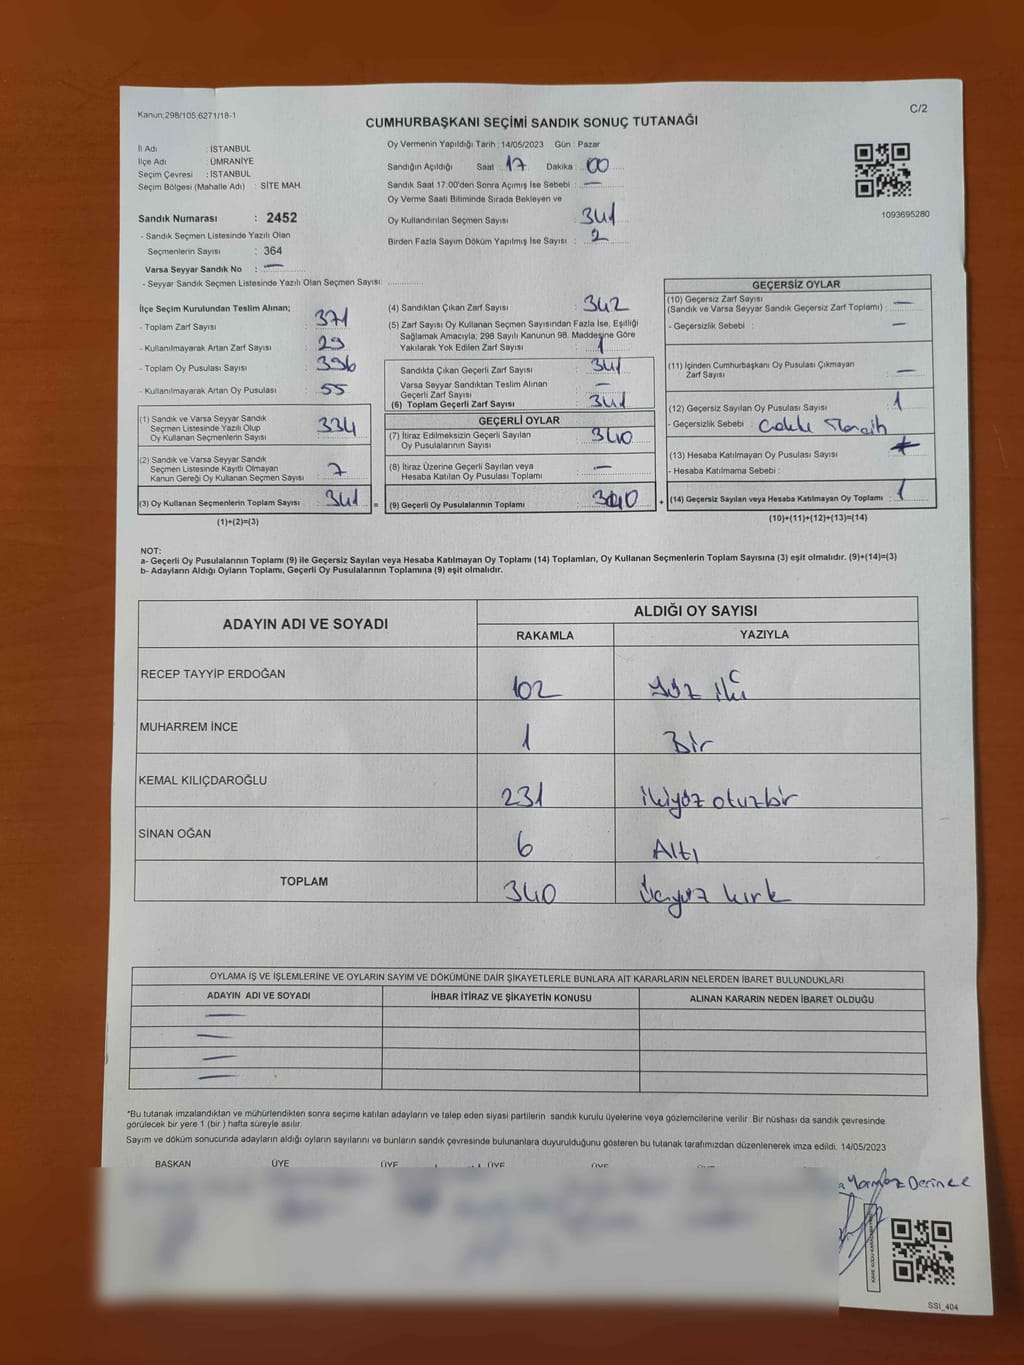 Kanun;298/105;6271/18-1
C/2
CUMHURBAŞKANI SEÇİMİ SANDIK SONUÇ TUTANAĞI
İl Adı : İSTANBUL
İlçe Adı : ÜMRANİYE
Seçim Çevresi : İSTANBUL
Seçim Bölgesi (Mahalle Adı) : SİTE MAH.
Sandık Numarası : 2452
- Sandık Seçmen Listesinde Yazılı Olan
Seçmenlerin Sayısı : 364
Varsa Seyyar Sandık No : —
- Seyyar Sandık Seçmen Listesinde Yazılı Olan Seçmen Sayısı:
Oy Vermenin Yapıldığı Tarih : 14/05/2023 Gün : Pazar
Sandığın Açıldığı Saat : 17 Dakika : 00
Sandık Saat 17:00'den Sonra Açımış İse Sebebi : —
Oy Verme Saati Bitiminde Sırada Bekleyen ve
Oy Kullandırılan Seçmen Sayısı 341
Birden Fazla Sayım Döküm Yapılmış İse Sayısı : 2
1093695280
İlçe Seçim Kurulundan Teslim Alınan;
- Toplam Zarf Sayısı : 371
- Kullanılmayarak Artan Zarf Sayısı : 29
- Toplam Oy Pusulası Sayısı : 396
- Kullanılmayarak Artan Oy Pusulası : 55
(1) Sandık ve Varsa Seyyar Sandık
Seçmen Listesinde Yazılı Olup
Oy Kullanan Seçmenlerin Sayısı : 334
(2) Sandık ve Varsa Seyyar Sandık
Seçmen Listesinde Kayıtlı Olmayan
Kanun Gereği Oy Kullanan Seçmen Sayısı : 7
(3) Oy Kullanan Seçmenlerin Toplam Sayısı : 341 =
(1)+(2)=(3)
(4) Sandıktan Çıkan Zarf Sayısı : 342
(5) Zarf Sayısı Oy Kullanan Seçmen Sayısından Fazla İse, Eşitliği
Sağlamak Amacıyla; 298 Sayılı Kanunun 98. Maddesine Göre
Yakılarak Yok Edilen Zarf Sayısı : 1
Sandıkta Çıkan Geçerli Zarf Sayısı : 341
Varsa Seyyar Sandıktan Teslim Alınan
Geçerli Zarf Sayısı : —
(6) Toplam Geçerli Zarf Sayısı : 341
GEÇERLİ OYLAR
(7) İtiraz Edilmeksizin Geçerli Sayılan
Oy Pusulalarının Sayısı : 340
(8) İtiraz Üzerine Geçerli Sayılan veya
Hesaba Katılan Oy Pusulası Toplamı : —
(9) Geçerli Oy Pusulalarının Toplamı : 340 +
GEÇERSİZ OYLAR
(10) Geçersiz Zarf Sayısı
(Sandık ve Varsa Seyyar Sandık Geçersiz Zarf Toplamı) : —
- Geçersizlik Sebebi : —
(11) İçinden Cumhurbaşkanı Oy Pusulası Çıkmayan
Zarf Sayısı : —
(12) Geçersiz Sayılan Oy Pusulası Sayısı : 1
- Geçersizlik Sebebi :
(13) Hesaba Katılmayan Oy Pusulası Sayısı :
- Hesaba Katılmama Sebebi :
(14) Geçersiz Sayılan veya Hesaba Katılmayan Oy Toplamı : 1
(10)+(11)+(12)+(13)=(14)
NOT:
a- Geçerli Oy Pusulalarının Toplamı (9) ile Geçersiz Sayılan veya Hesaba Katılmayan Oy Toplamı (14) Toplamları, Oy Kullanan Seçmenlerin Toplam Sayısına (3) eşit olmalıdır. (9)+(14)=(3)
b- Adayların Aldığı Oyların Toplamı, Geçerli Oy Pusulalarının Toplamına (9) eşit olmalıdır.
ADAYIN ADI VE SOYADI ALDIĞI OY SAYISI
RAKAMLA YAZIYLA
RECEP TAYYİP ERDOĞAN 102 yüz iki
MUHARREM İNCE 1 Bir
KEMAL KILIÇDAROĞLU 231 ikiyüz otuzbir
SİNAN OĞAN 6 Altı
TOPLAM 340 Üçyüz kırk
OYLAMA İŞ VE İŞLEMLERİNE VE OYLARIN SAYIM VE DÖKÜMÜNE DAİR ŞİKAYETLERLE BUNLARA AİT KARARLARIN NELERDEN İBARET BULUNDUKLARI
ADAYIN ADI VE SOYADI İHBAR İTİRAZ VE ŞİKAYETİN KONUSU ALINAN KARARIN NEDEN İBARET OLDUĞU
—
—
—
—
*Bu tutanak imzalandıktan ve mühürlendikten sonra seçime katılan adayların ve talep eden siyasi partilerin sandık kurulu üyelerine veya gözlemcilerine verilir. Bir nüshası da sandık çevresinde
görülecek bir yere 1 (bir) hafta süreyle asılır.
Sayım ve döküm sonucunda adayların aldığı oyların sayılarını ve bunların sandık çevresinde bulunanlara duyurulduğunu gösteren bu tutanak tarafımızdan düzenlenerek imza edildi. 14/05/2023
BAŞKAN ÜYE ÜYE ÜYE ÜYE
Derince
SSI_404